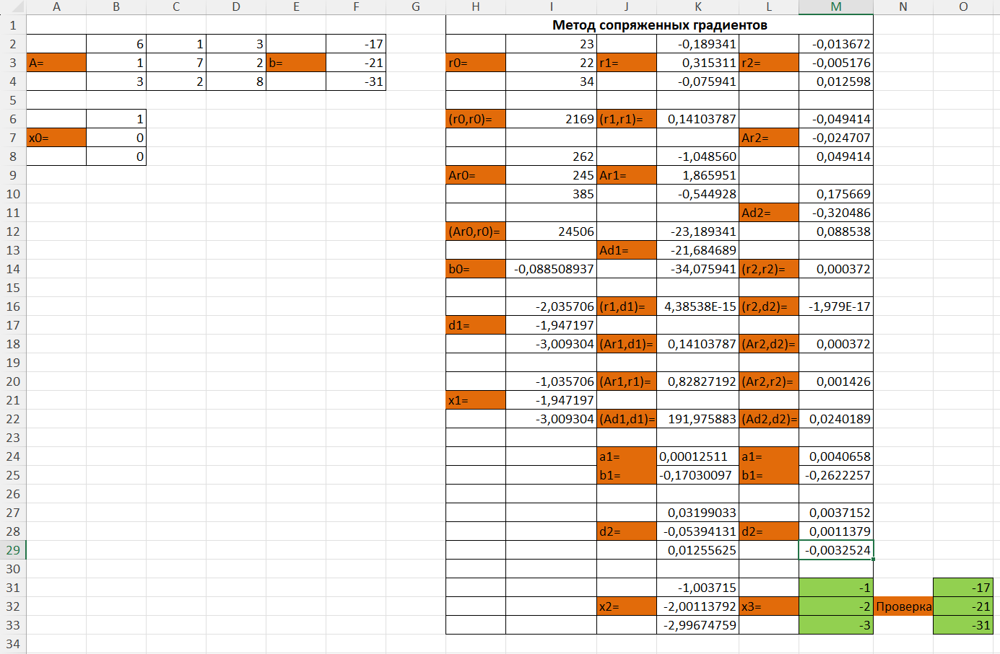 A B C D E F G H I J K L M N O
1 Метод сопряженных градиентов
2 6 1 3 -17 23 -0,189341 -0,013672
3 A= 1 7 2 b= -21 r0= 22 r1= 0,315311 r2= -0,005176
4 3 2 8 -31 34 -0,075941 0,012598
5
6 1 (r0,r0)= 2169 (r1,r1)= 0,14103787 -0,049414
7 x0= 0 Ar2= -0,024707
8 0 262 -1,048560 0,049414
9 Ar0= 245 Ar1= 1,865951
10 385 -0,544928 0,175669
11 Ad2= -0,320486
12 (Ar0,r0)= 24506 -23,189341 0,088538
13 Ad1= -21,684689
14 b0= -0,088508937 -34,075941 (r2,r2)= 0,000372
15
16 -2,035706 (r1,d1)= 4,38538E-15 (r2,d2)= -1,979E-17
17 d1= -1,947197
18 -3,009304 (Ar1,d1)= 0,14103787 (Ar2,d2)= 0,000372
19
20 -1,035706 (Ar1,r1)= 0,82827192 (Ar2,r2)= 0,001426
21 x1= -1,947197
22 -3,009304 (Ad1,d1)= 191,975883 (Ad2,d2)= 0,0240189
23
24 a1= 0,00012511 a1= 0,0040658
25 b1= -0,17030097 b1= -0,2622257
26
27 0,03199033 0,0037152
28 d2= -0,05394131 d2= 0,0011379
29 0,01255625 -0,0032524
30
31 -1,003715 -1 -17
32 x2= -2,00113792 x3= -2 Проверка -21
33 -2,99674759 -3 -31
34